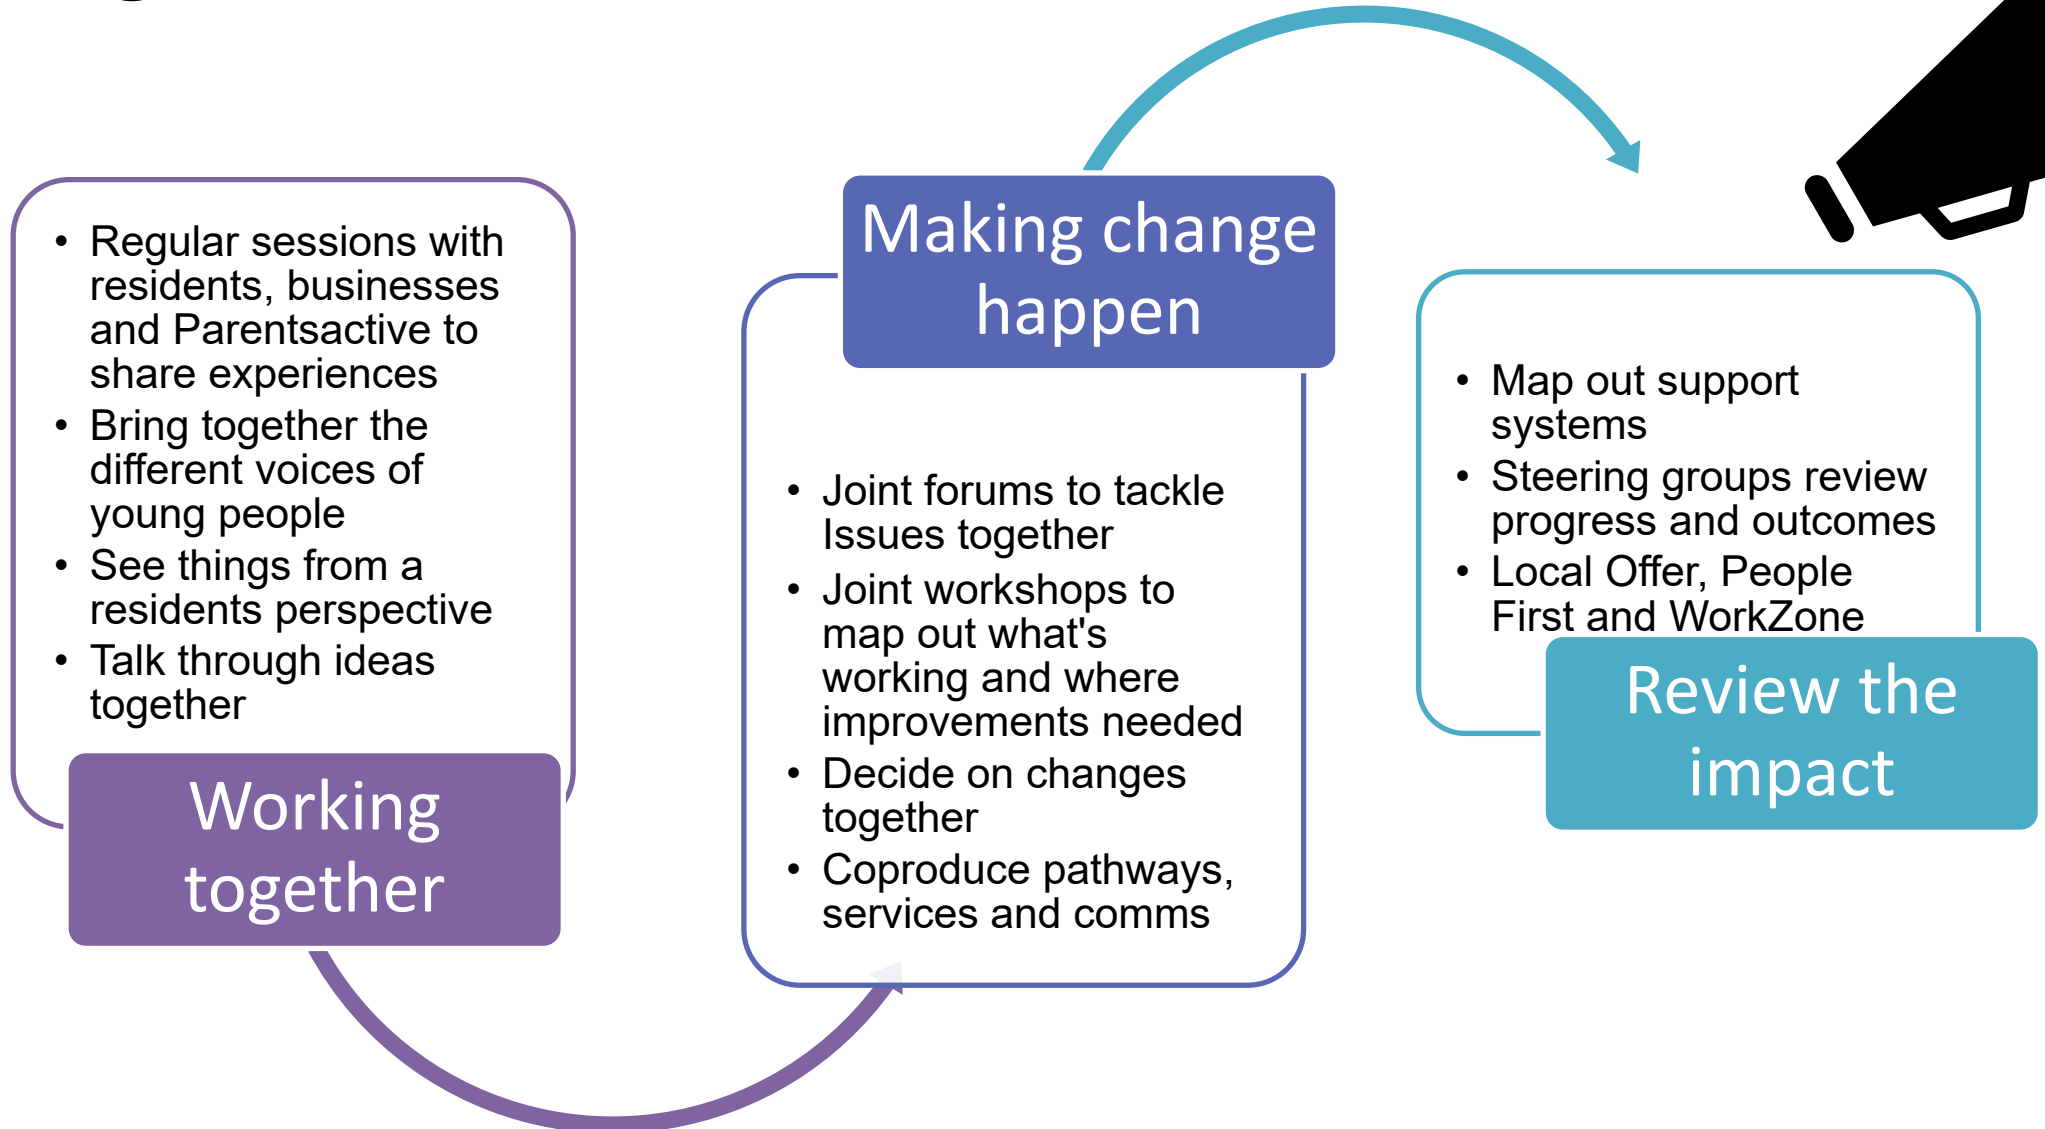 • Regular sessions with
residents, businesses
and Parentsactive to
share experiences
• Bring together the
different voices of
young people
• See things from a
residents perspective
• Talk through ideas
together
Working
together
Making change
happen
• Joint forums to tackle
Issues together
• Joint workshops to
map out what's
working and where
improvements needed
• Decide on changes
together
• Coproduce pathways,
services and comms
• Map out support
systems
• Steering groups review
progress and outcomes
• Local Offer, People
First and WorkZone
Review the
impact